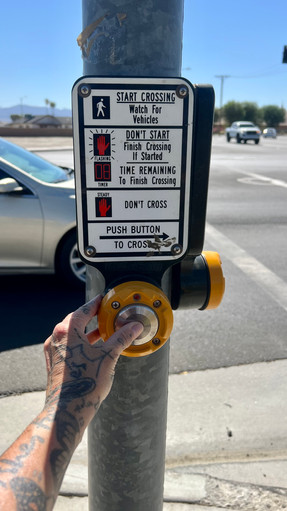 START CROSSING
Watch For
Vehicles
DON'T START
Finish Crossing
If Started
FLASHING
TIME REMAINING
To Finish Crossing
TIMER
STEADY
DON'T CROSS
PUSH BUTTON
TO CROSS